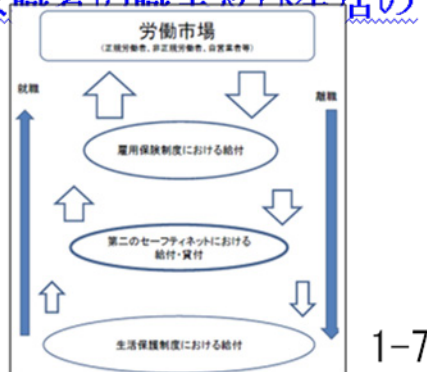 活の
労働市場
(正規労働者、非正規労働者、自営業者等)
就職
離職
雇用保険制度における給付
第二のセーフティネットにおける
給付・貸付
生活保護制度における給付
1-7